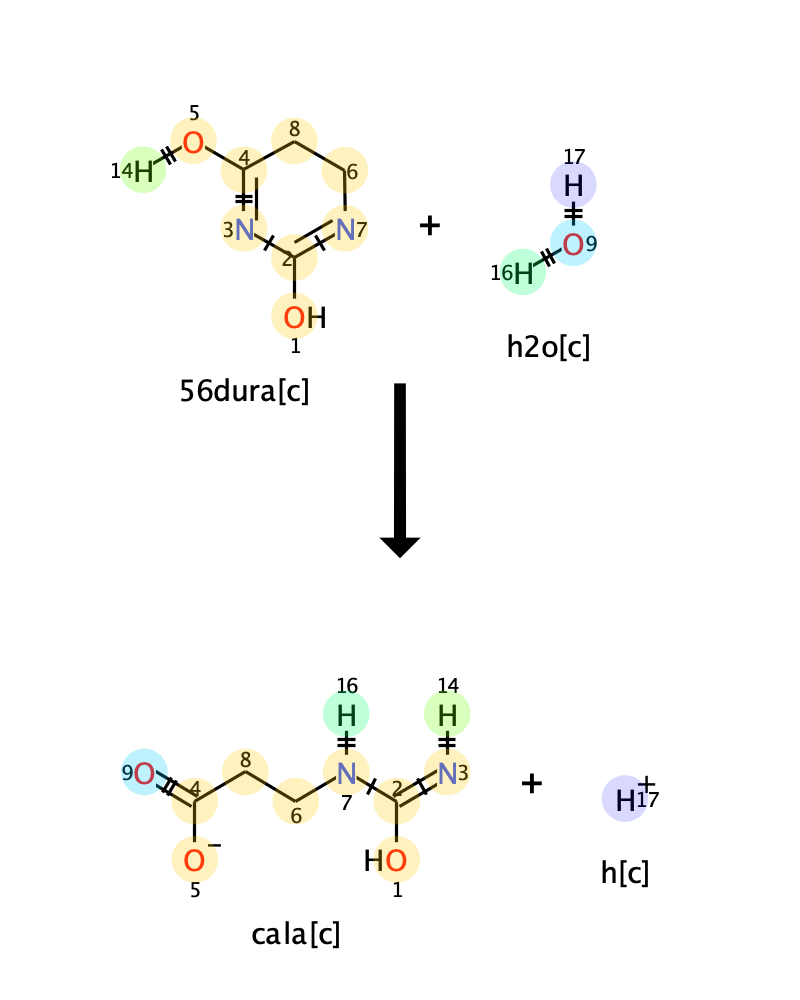 5
8
17
14H O 4 H
6
+
3N N7 O9
2 16H
OH
1
h2o[c]
56dura[c]
16 14
H H
9O 8 N 2 N3 +
4 6 7 H+17
O− HO
5 1
h[c]
cala[c]